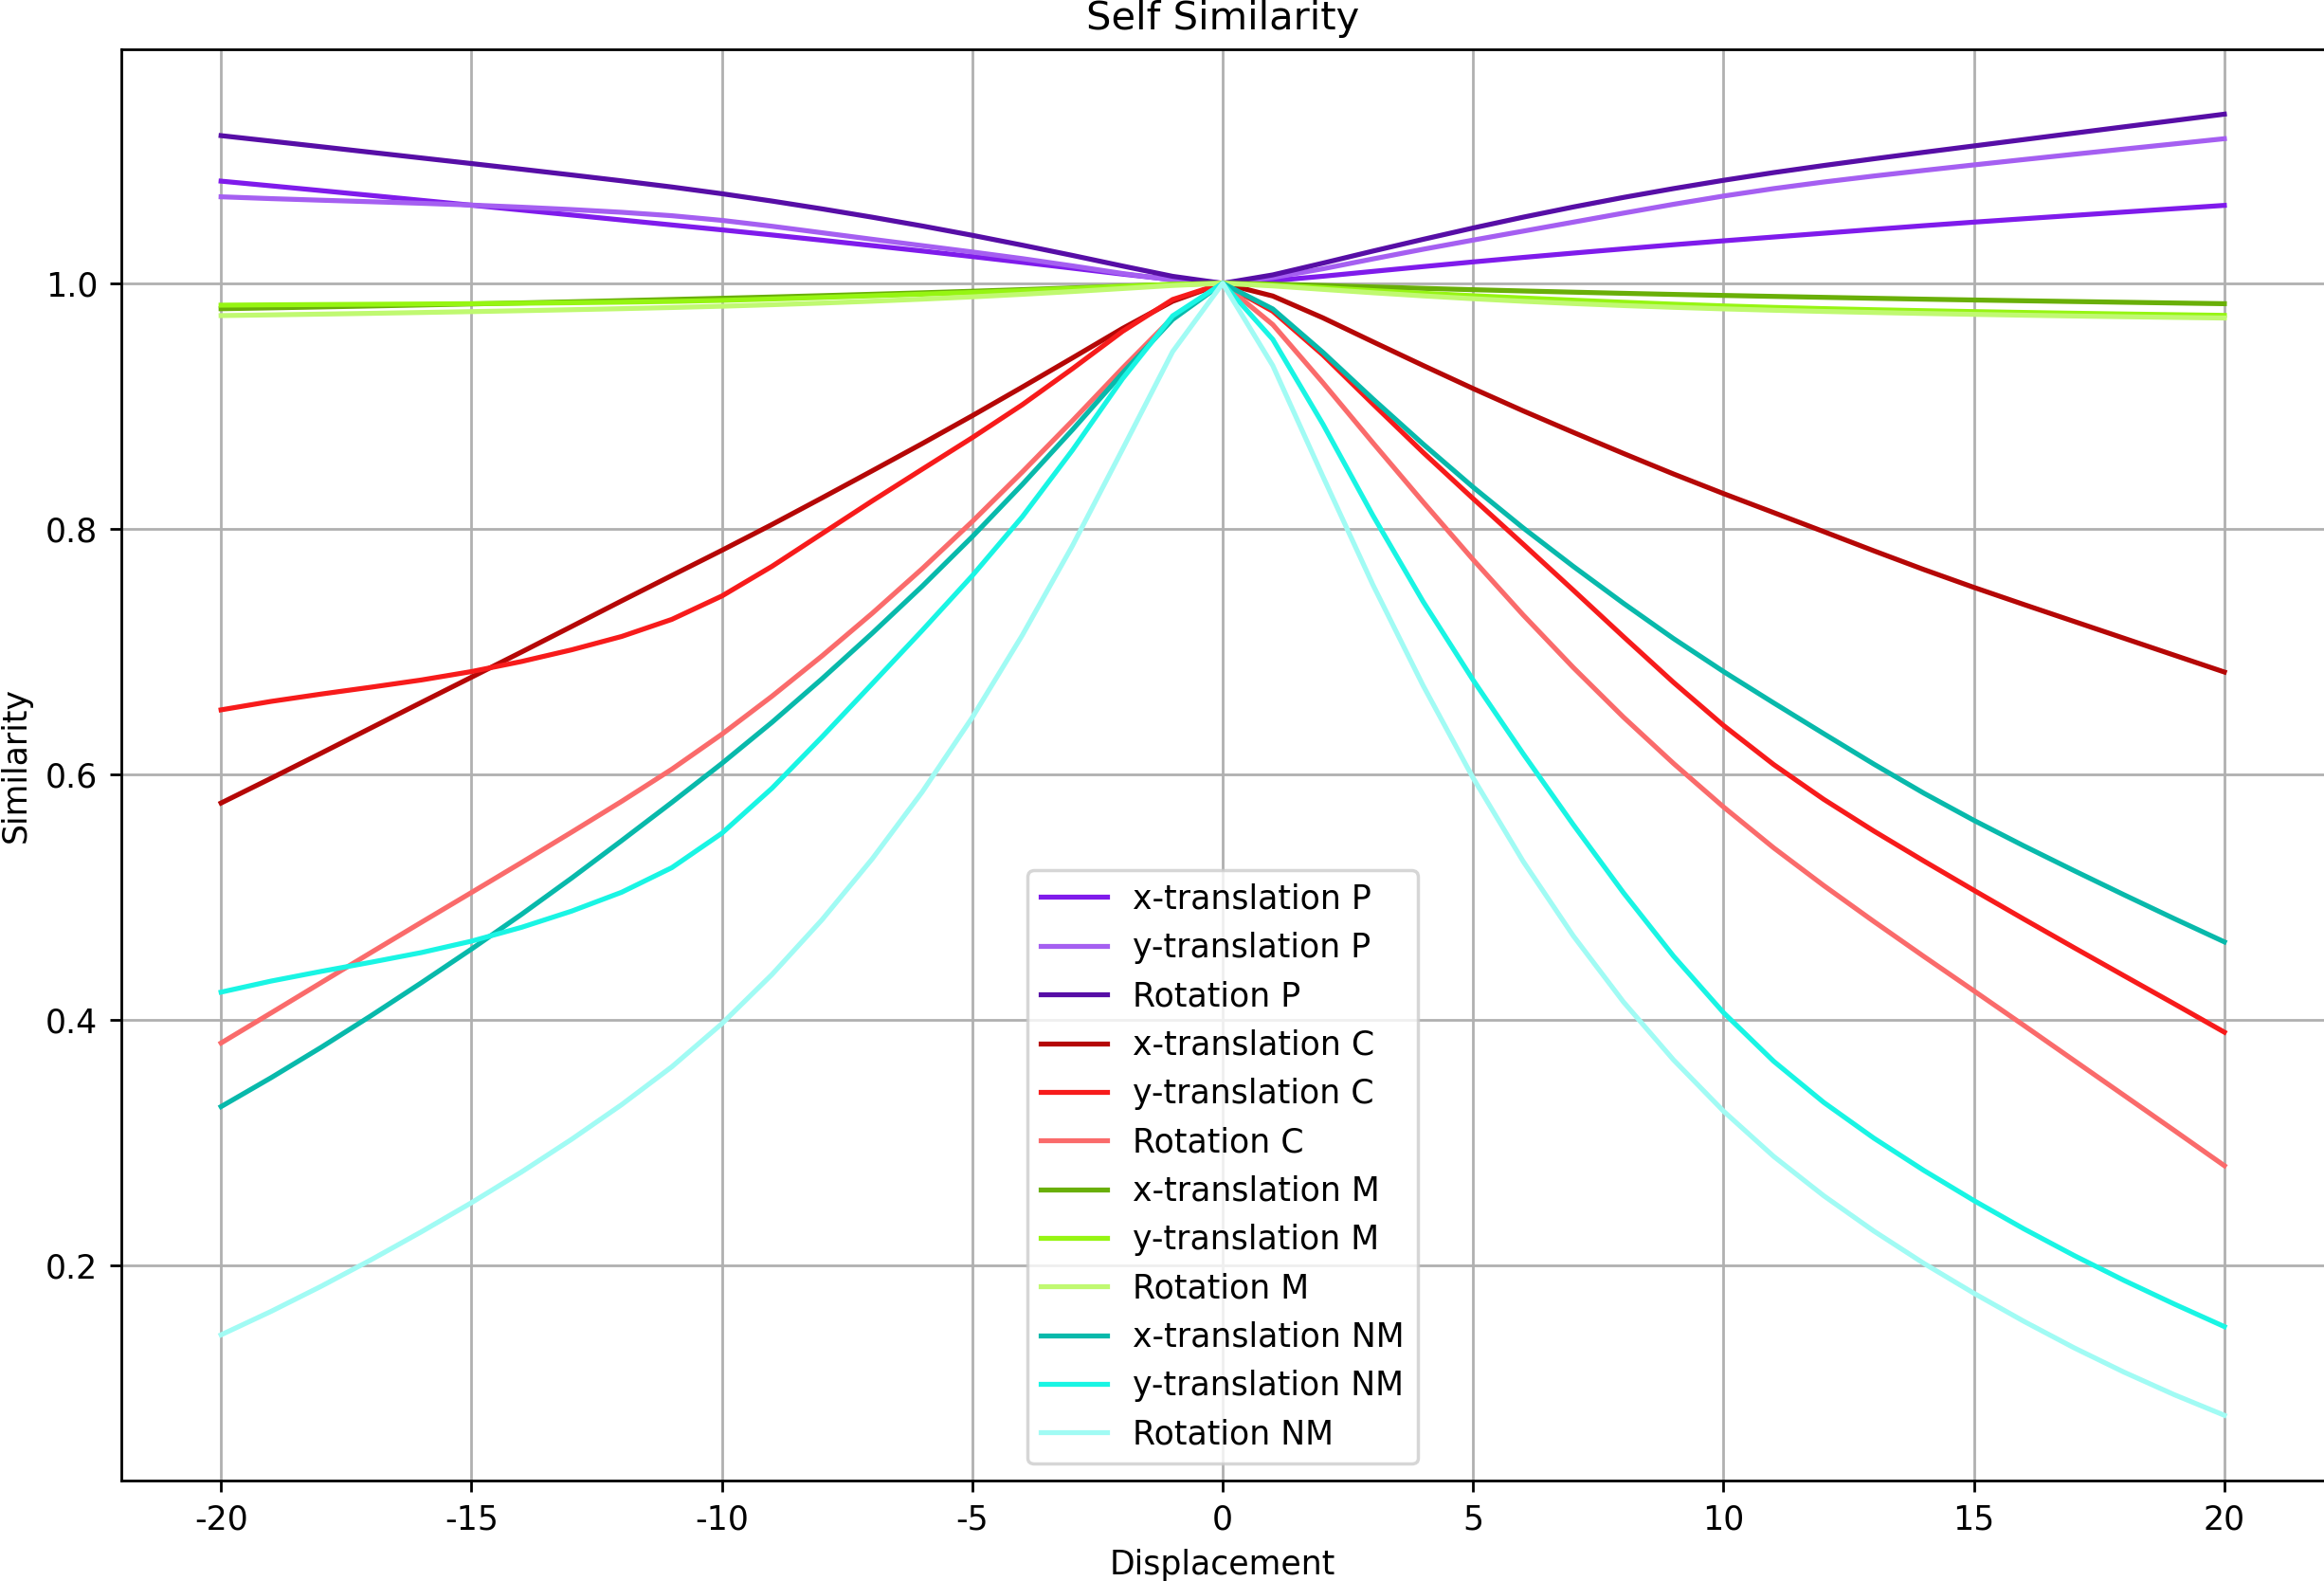 Self Similarity
1.0
0.8
0.6
0.4
0.2
Similarity
x-translation P
y-translation P
Rotation P
x-translation C
y-translation C
Rotation C
x-translation M
y-translation M
Rotation M
x-translation NM
y-translation NM
Rotation NM
-20 -15 -10 -5 0 5 10 15 20
Displacement